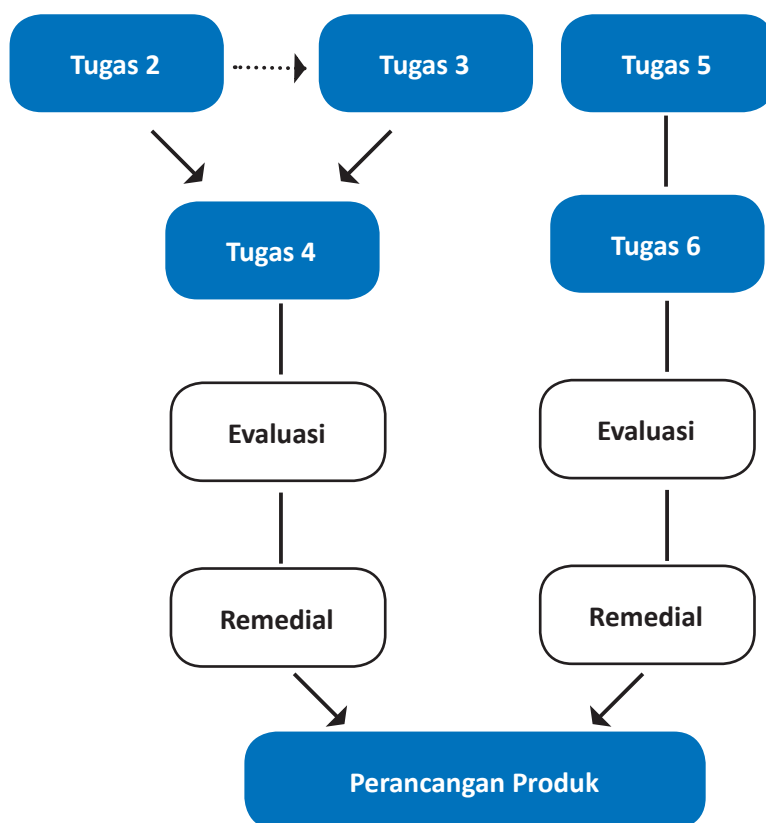 Tugas 2
Tugas 3
Tugas 5
Tugas 4
Tugas 6
Evaluasi
Evaluasi
Remedial
Remedial
Perancangan Produk